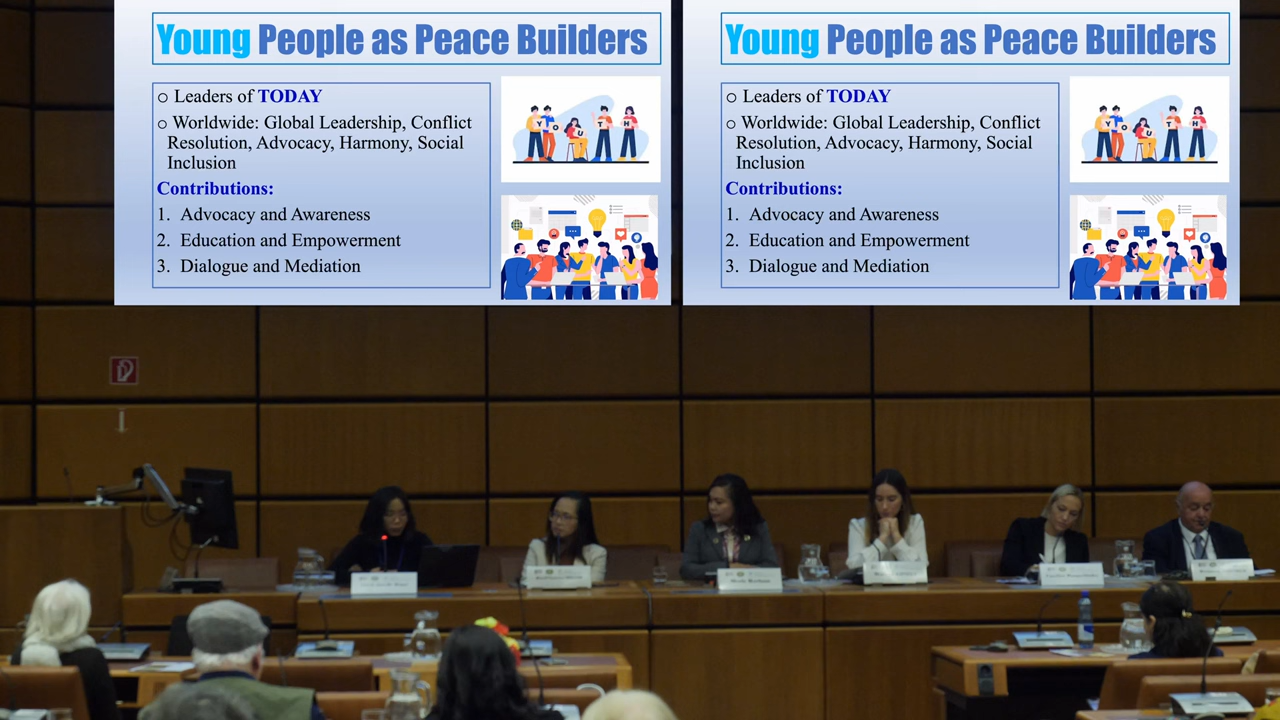 Young People as Peace Builders
o Leaders of TODAY
o Worldwide: Global Leadership, Conflict
Resolution, Advocacy, Harmony, Social
Inclusion
Contributions:
1. Advocacy and Awareness
2. Education and Empowerment
3. Dialogue and Mediation
YOUTH
Young People as Peace Builders
o Leaders of TODAY
o Worldwide: Global Leadership, Conflict
Resolution, Advocacy, Harmony, Social
Inclusion
Contributions:
1. Advocacy and Awareness
2. Education and Empowerment
3. Dialogue and Mediation
YOUTH